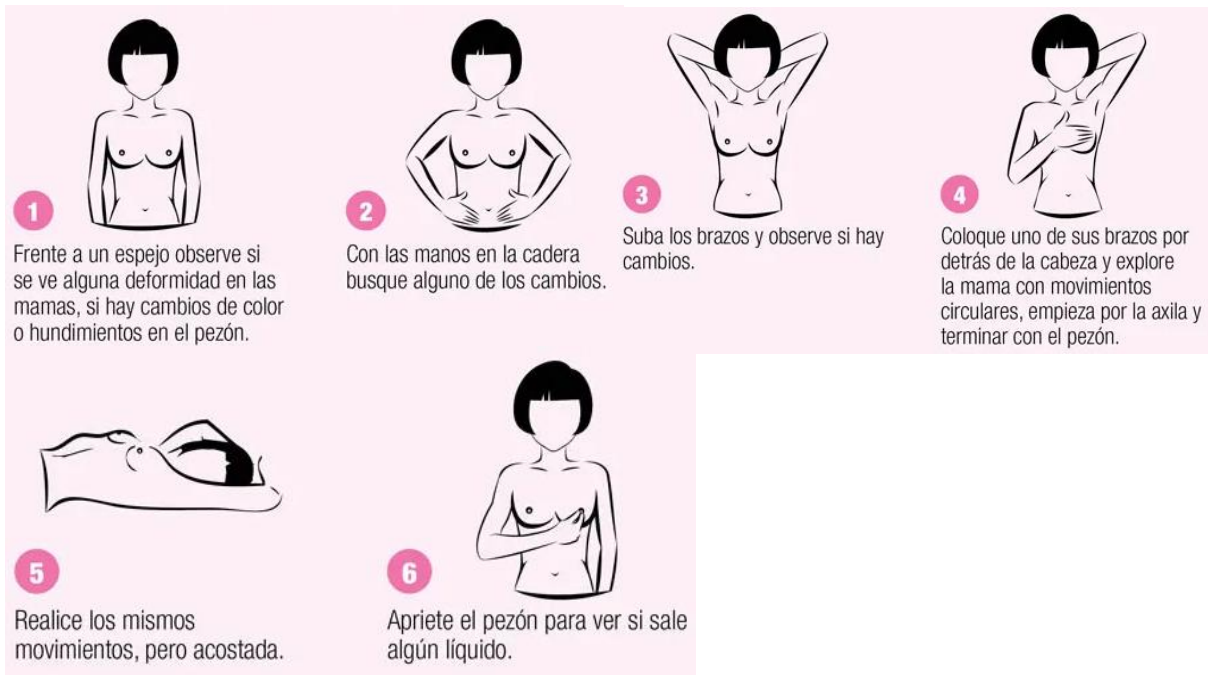 1
Frente a un espejo observe si
se ve alguna deformidad en las
mamas, si hay cambios de color
o hundimientos en el pezón.
2
Con las manos en la cadera
busque alguno de los cambios.
3
Suba los brazos y observe si hay
cambios.
4
Coloque uno de sus brazos por
detrás de la cabeza y explore
la mama con movimientos
circulares, empieza por la axila y
terminar con el pezón.
5
Realice los mismos
movimientos, pero acostada.
6
Apriete el pezón para ver si sale
algún líquido.